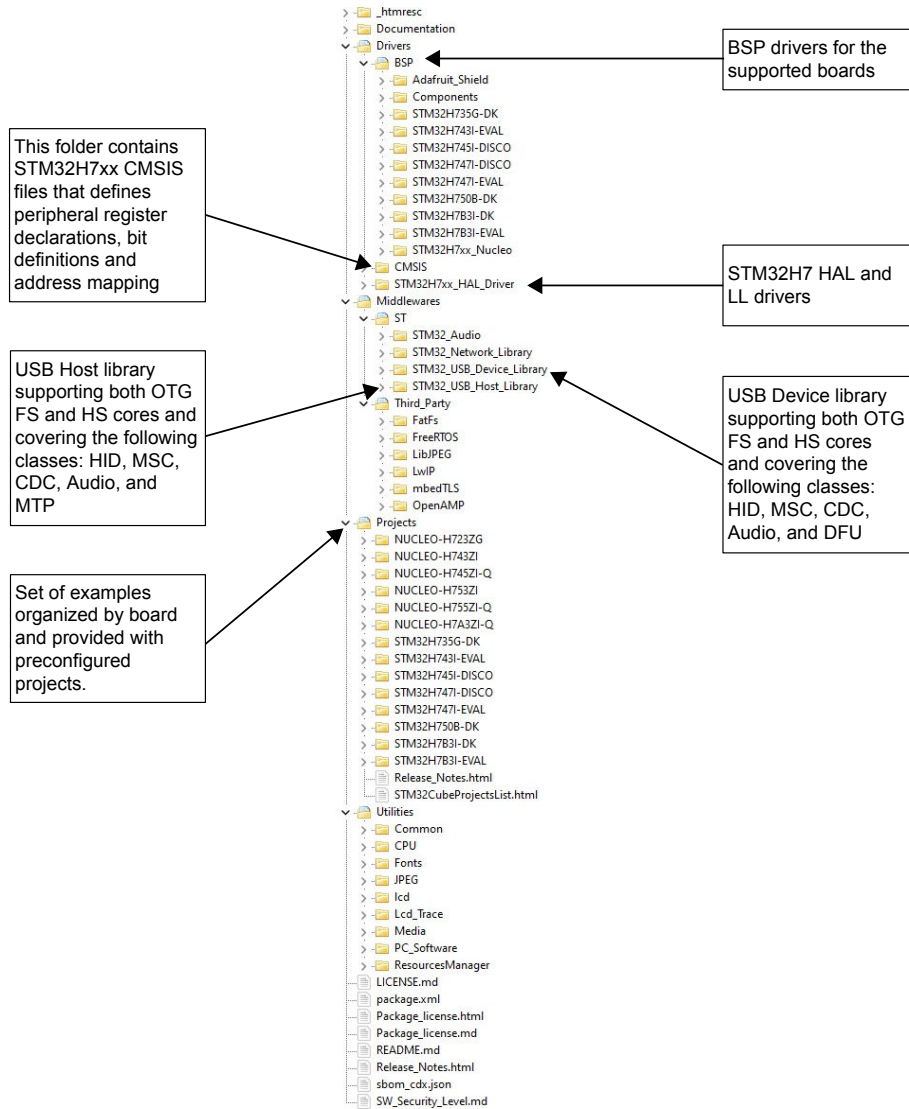 _htmresc
Documentation
Drivers
BSP
Adafruit_Shield
Components
STM32H735G-DK
STM32H743I-EVAL
STM32H745I-DISCO
STM32H747I-DISCO
STM32H747I-EVAL
STM32H750B-DK
STM32H7B3I-DK
STM32H7B3I-EVAL
STM32H7xx_Nucleo
CMSIS
STM32H7xx_HAL_Driver
Middlewares
ST
STM32_Audio
STM32_Network_Library
STM32_USB_Device_Library
STM32_USB_Host_Library
Third_Party
FatFs
FreeRTOS
LibJPEG
LwIP
mbedTLS
OpenAMP
Projects
NUCLEO-H723ZG
NUCLEO-H743ZI
NUCLEO-H745ZI-Q
NUCLEO-H753ZI
NUCLEO-H755ZI-Q
NUCLEO-H7A3ZI-Q
STM32H735G-DK
STM32H743I-EVAL
STM32H745I-DISCO
STM32H747I-DISCO
STM32H747I-EVAL
STM32H750B-DK
STM32H7B3I-DK
STM32H7B3I-EVAL
Release_Notes.html
STM32CubeProjectsList.html
Utilities
Common
CPU
Fonts
JPEG
lcd
Lcd_Trace
Media
PC_Software
ResourcesManager
LICENSE.md
package.xml
Package_license.html
Package_license.md
README.md
Release_Notes.html
sbom_cdx.json
SW_Security_Level.md
This folder contains
STM32H7xx CMSIS
files that defines
peripheral register
declarations, bit
definitions and
address mapping
USB Host library
supporting both OTG
FS and HS cores and
covering the following
classes: HID, MSC,
CDC, Audio, and
MTP
Set of examples
organized by board
and provided with
preconfigured
projects.
BSP drivers for the
supported boards
STM32H7 HAL and
LL drivers
USB Device library
supporting both OTG
FS and HS cores
and covering the
following classes:
HID, MSC, CDC,
Audio, and DFU